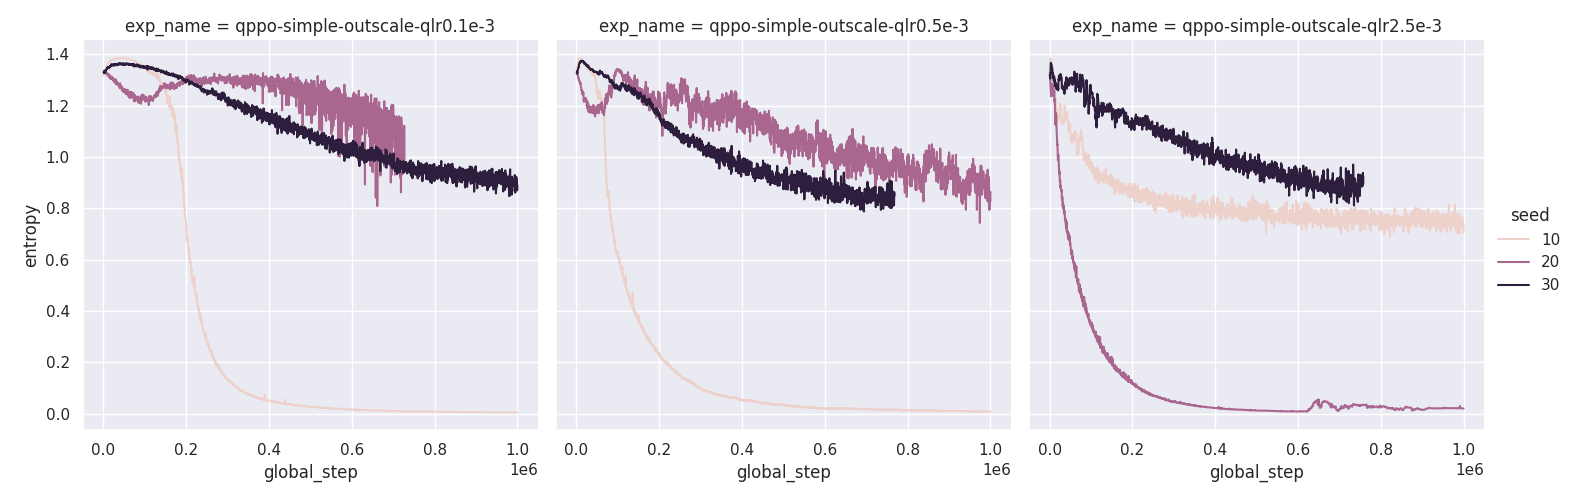 exp_name = qppo-simple-outscale-qlr0.1e-3
exp_name = qppo-simple-outscale-qlr0.5e-3
exp_name = qppo-simple-outscale-qlr2.5e-3
1.4
1.2
1.0
0.8
0.6
0.4
0.2
0.0
entropy
0.0 0.2 0.4 0.6 0.8 1.0
1e6
global_step
0.0 0.2 0.4 0.6 0.8 1.0
1e6
global_step
0.0 0.2 0.4 0.6 0.8 1.0
1e6
global_step
seed
10
20
30